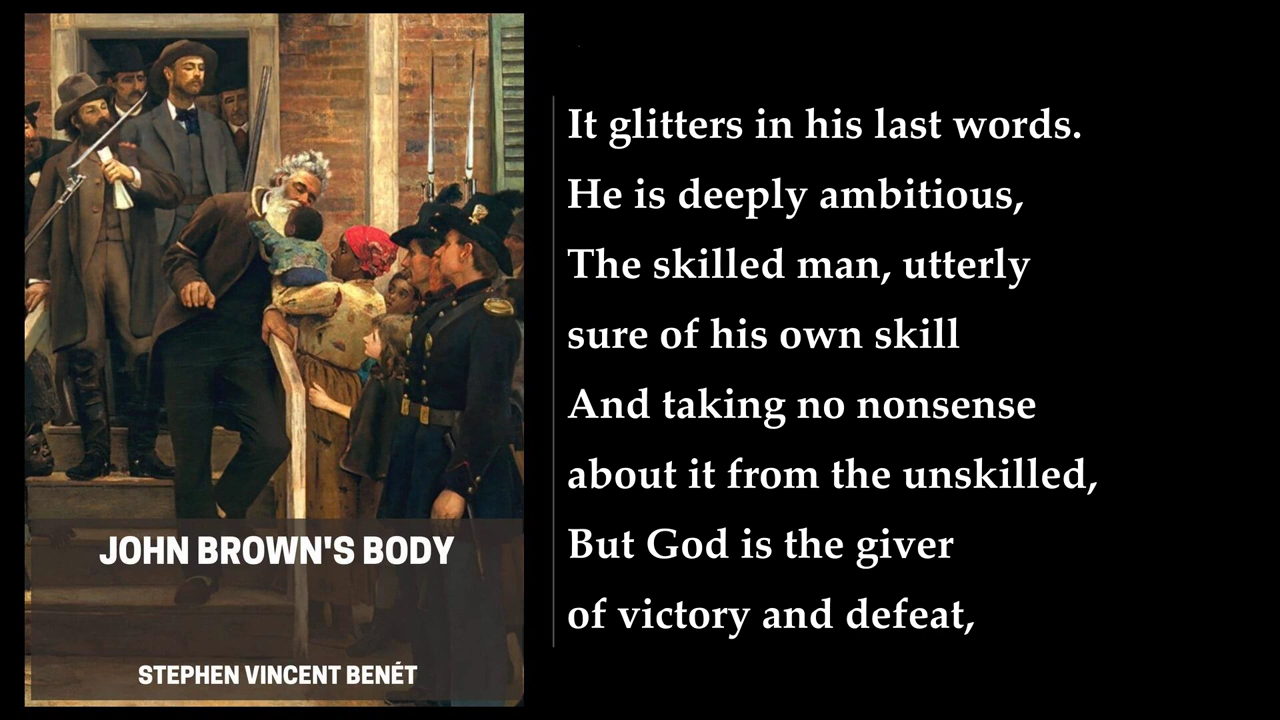 JOHN BROWN'S BODY
STEPHEN VINCENT BENÉT
It glitters in his last words.
He is deeply ambitious,
The skilled man, utterly
sure of his own skill
And taking no nonsense
about it from the unskilled,
But God is the giver
of victory and defeat,